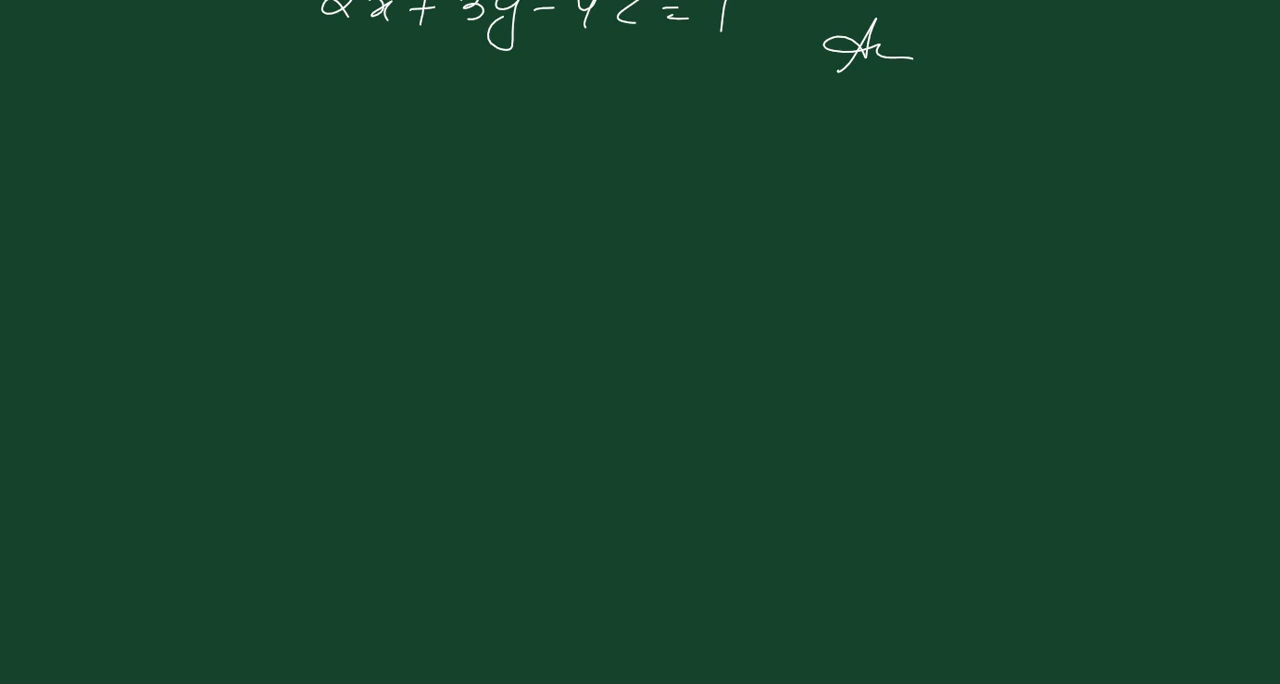 2x + 3y - 4z = 1